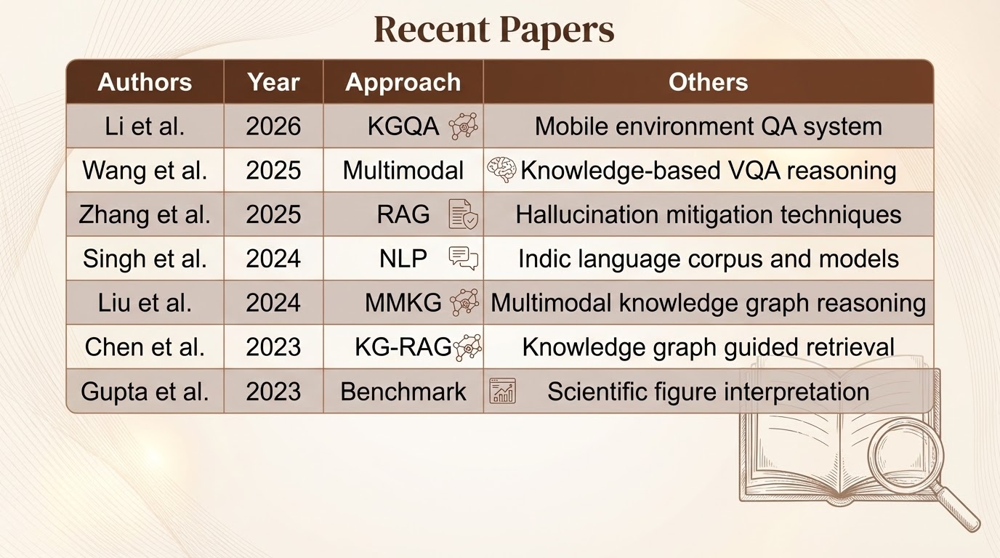 Recent Papers
Authors Year Approach Others
Li et al. 2026 KGQA Mobile environment QA system
Wang et al. 2025 Multimodal Knowledge-based VQA reasoning
Zhang et al. 2025 RAG Hallucination mitigation techniques
Singh et al. 2024 NLP Indic language corpus and models
Liu et al. 2024 MMKG Multimodal knowledge graph reasoning
Chen et al. 2023 KG-RAG Knowledge graph guided retrieval
Gupta et al. 2023 Benchmark Scientific figure interpretation